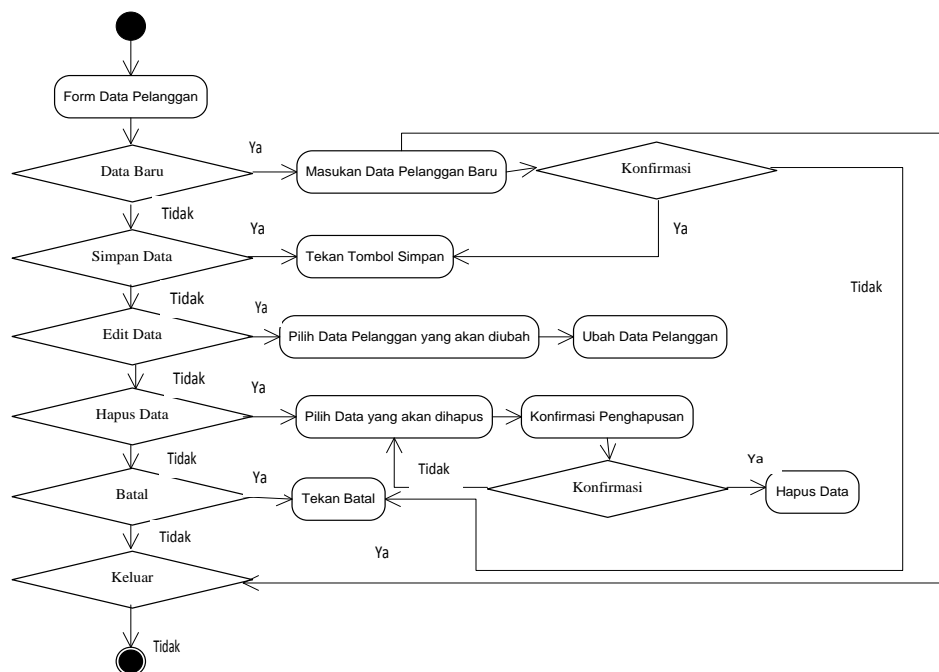 Form Data Pelanggan
Ya
Data Baru
Masukan Data Pelanggan Baru
Konfirmasi
Tidak
Ya
Ya
Simpan Data
Tekan Tombol Simpan
Tidak
Tidak
Ya
Edit Data
Pilih Data Pelanggan yang akan diubah
Ubah Data Pelanggan
Tidak
Ya
Hapus Data
Pilih Data yang akan dihapus
Konfirmasi Penghapusan
Tidak
Tidak
Ya
Batal
Ya
Tekan Batal
Konfirmasi
Hapus Data
Tidak
Ya
Keluar
Tidak